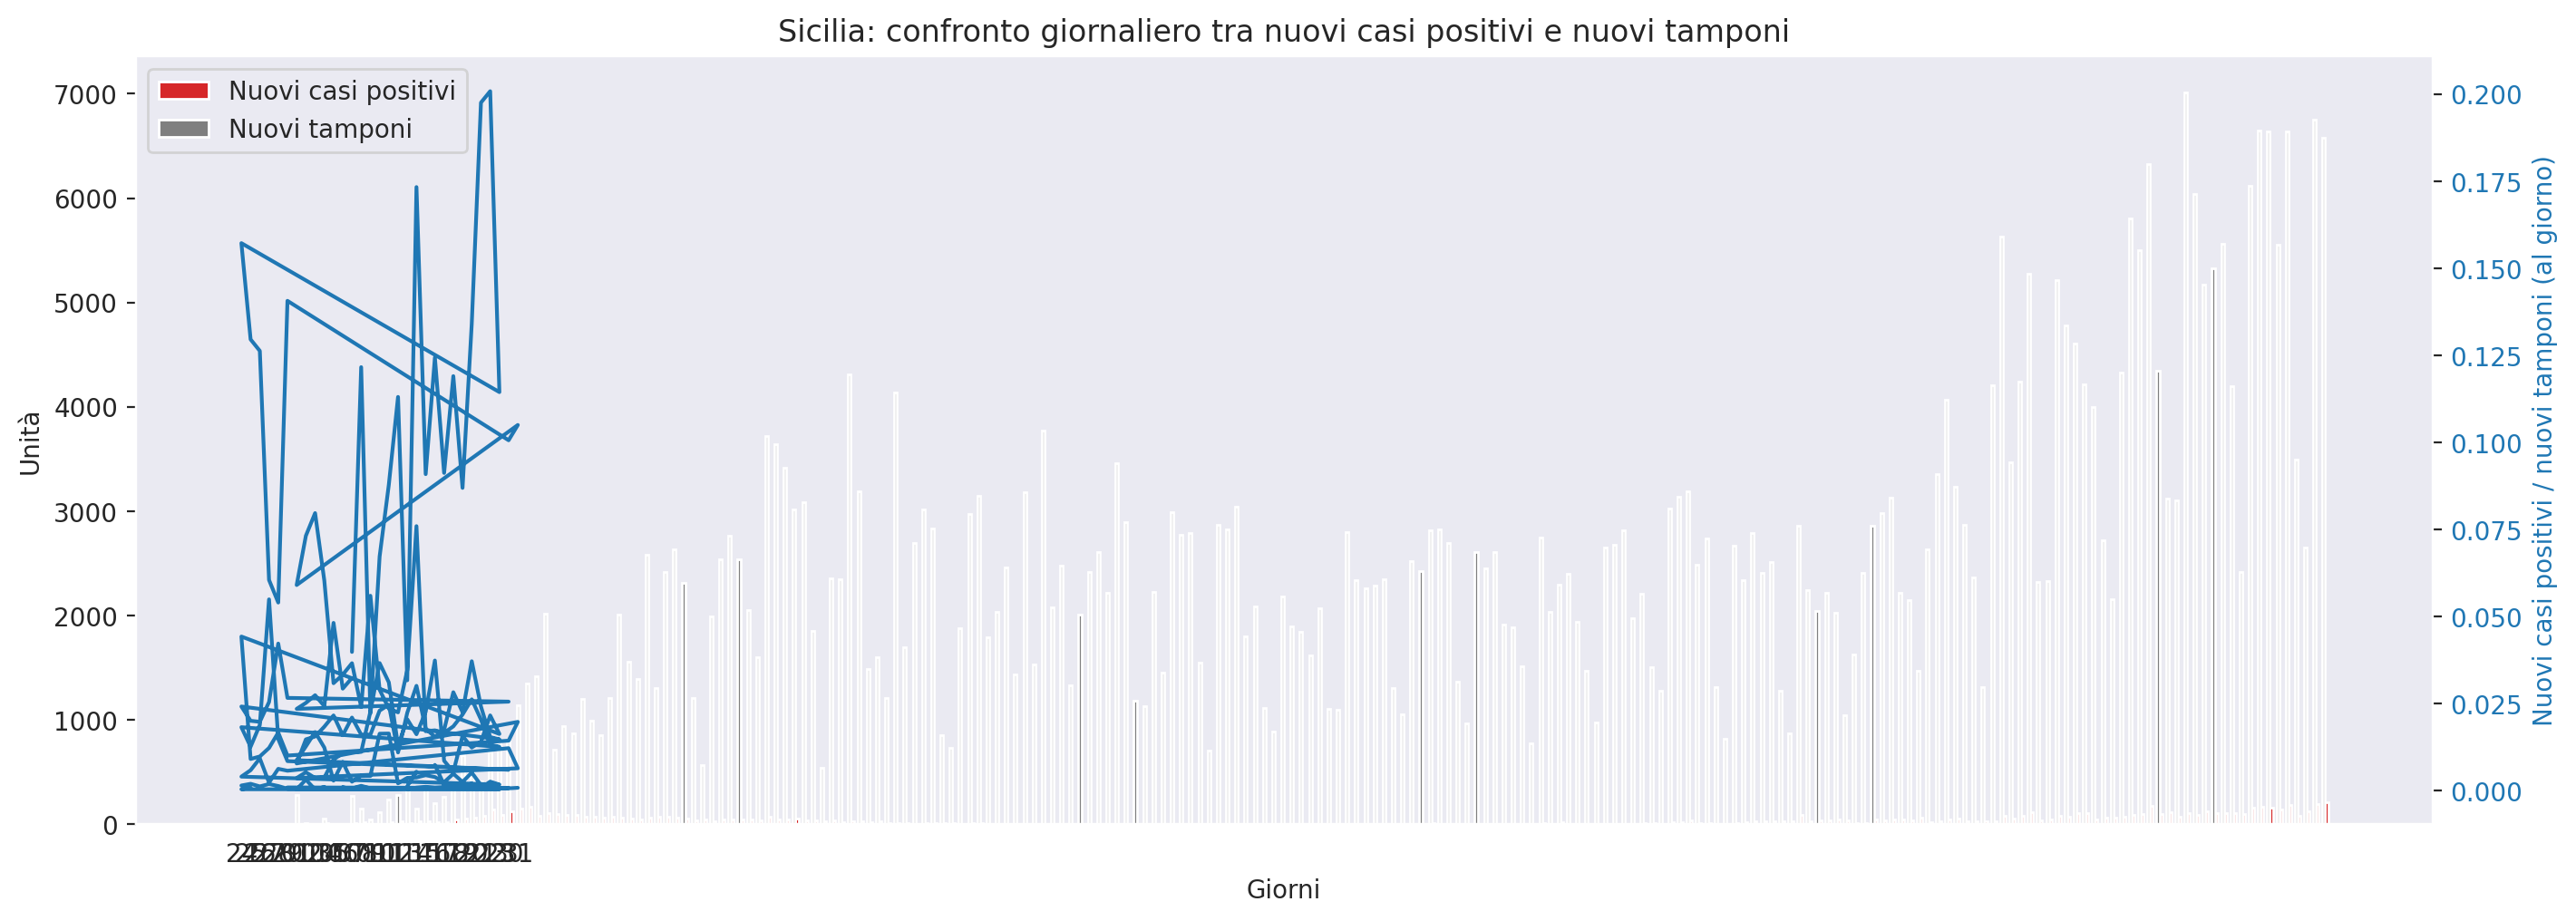 Sicilia: confronto giornaliero tra nuovi casi positivi e nuovi tamponi
Nuovi casi positivi
Nuovi tamponi
7000
6000
5000
4000
3000
2000
1000
0
Unità
0.200
0.175
0.150
0.125
0.100
0.075
0.050
0.025
0.000
Nuovi casi positivi / nuovi tamponi (al giorno)
Giorni